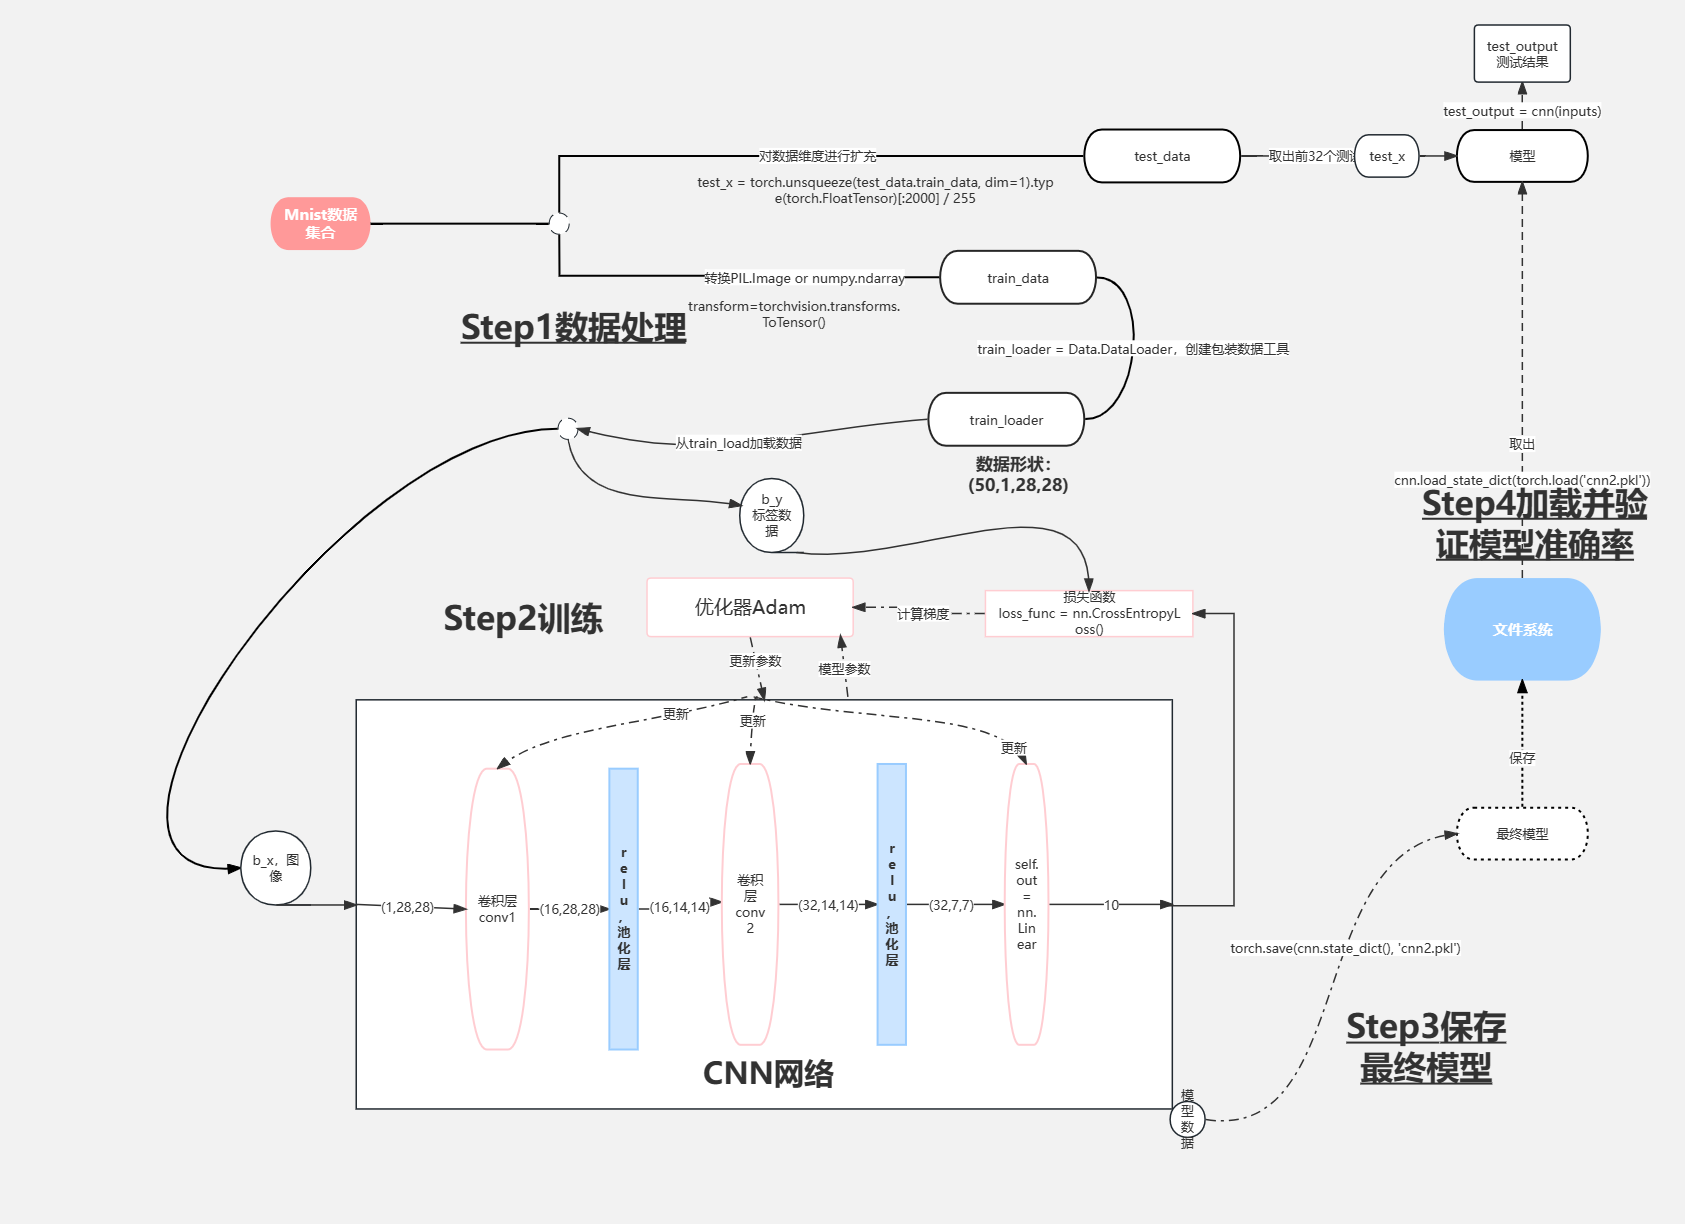 test_output
测试结果
test_output = cnn(inputs)
对数据维度进行扩充
test_data
取出前32个测试
test_x
模型
test_x = torch.unsqueeze(test_data.train_data, dim=1).typ
e(torch.FloatTensor)[:2000] / 255
Mnist数据
集合
转换PIL.Image or numpy.ndarray
train_data
transform=torchvision.transforms.
ToTensor()
Step1数据处理
train_loader = Data.DataLoader，创建包装数据工具
train_loader
从train_load加载数据
数据形状：
(50,1,28,28)
取出
cnn.load_state_dict(torch.load('cnn2.pkl'))
Step4加载并验
证模型准确率
b_y
标签数
据
优化器Adam
损失函数
loss_func = nn.CrossEntropyL
oss()
计算梯度
Step2训练
文件系统
更新参数
模型参数
更新
更新
更新
保存
最终模型
b_x，图
像
(1,28,28)
卷积层
conv1
(16,28,28)
relu,池化层
(16,14,14)
卷积
层
conv
2
(32,14,14)
relu,池化层
(32,7,7)
self.
out
=
nn.
Lin
ear
10
torch.save(cnn.state_dict(), 'cnn2.pkl')
Step3保存
最终模型
CNN网络
模
型
数
据